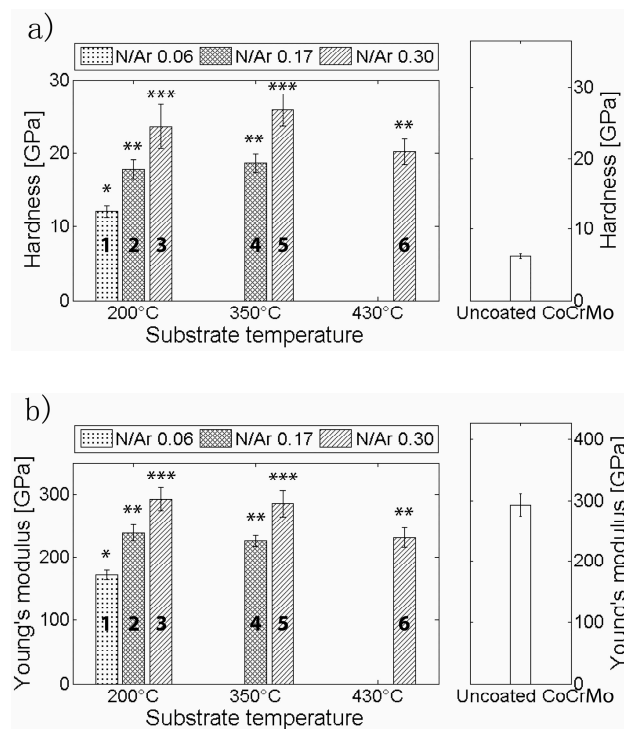 a)
N/Ar 0.06 N/Ar 0.17 N/Ar 0.30
Hardness [GPa]
30
20
10
0
*
**
***
**
***
**
1 2 3 4 5 6
200°C 350°C 430°C
Substrate temperature
30
20
10
0
Hardness [GPa]
Uncoated CoCrMo
b)
N/Ar 0.06 N/Ar 0.17 N/Ar 0.30
Young's modulus [GPa]
300
200
100
0
*
**
***
**
***
**
1 2 3 4 5 6
200°C 350°C 430°C
Substrate temperature
400
300
200
100
0
Young's modulus [GPa]
Uncoated CoCrMo